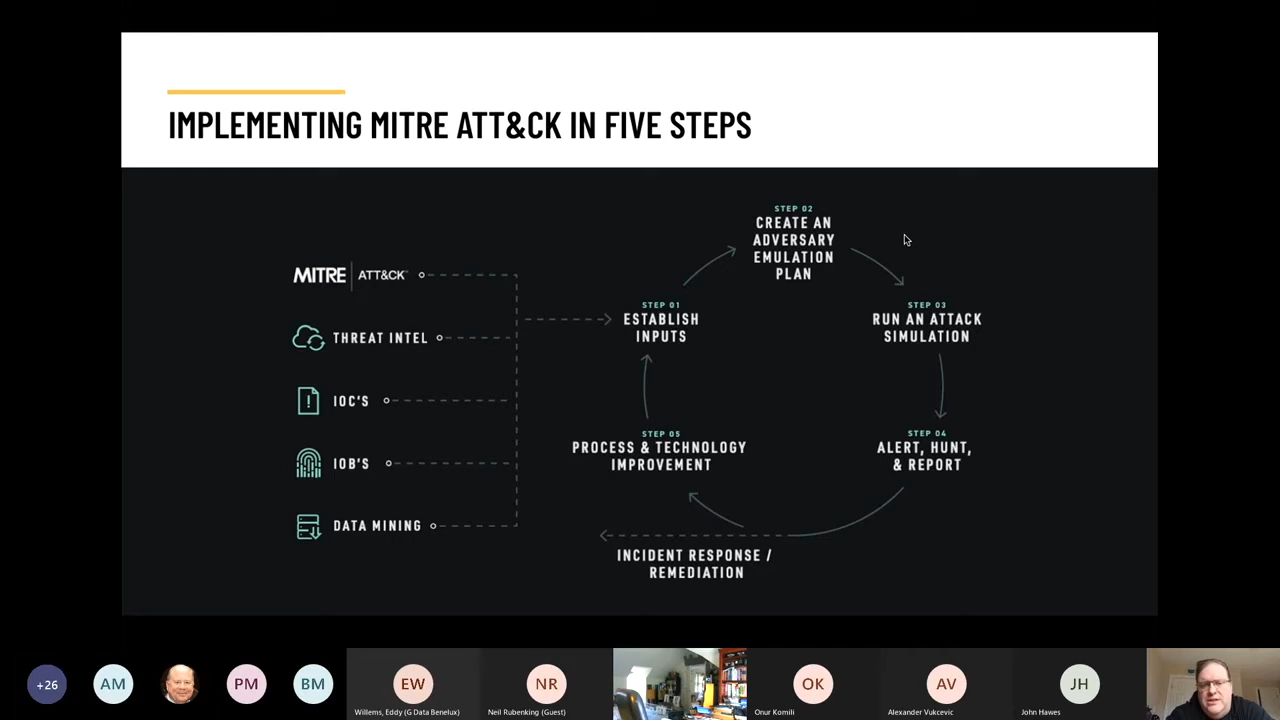 IMPLEMENTING MITRE ATT&CK IN FIVE STEPS
MITRE | ATT&CK™
THREAT INTEL
IOC'S
IOB'S
DATA MINING
STEP 01
ESTABLISH
INPUTS
STEP 02
CREATE AN
ADVERSARY
EMULATION
PLAN
STEP 03
RUN AN ATTACK
SIMULATION
STEP 04
ALERT, HUNT,
& REPORT
STEP 05
PROCESS & TECHNOLOGY
IMPROVEMENT
INCIDENT RESPONSE /
REMEDIATION
+26
AM
PM
BM
EW
Willems, Eddy (G Data Benelux)
NR
Neil Rubenking (Guest)
OK
Onur Komili
AV
Alexander Vukcevic
JH
John Hawes